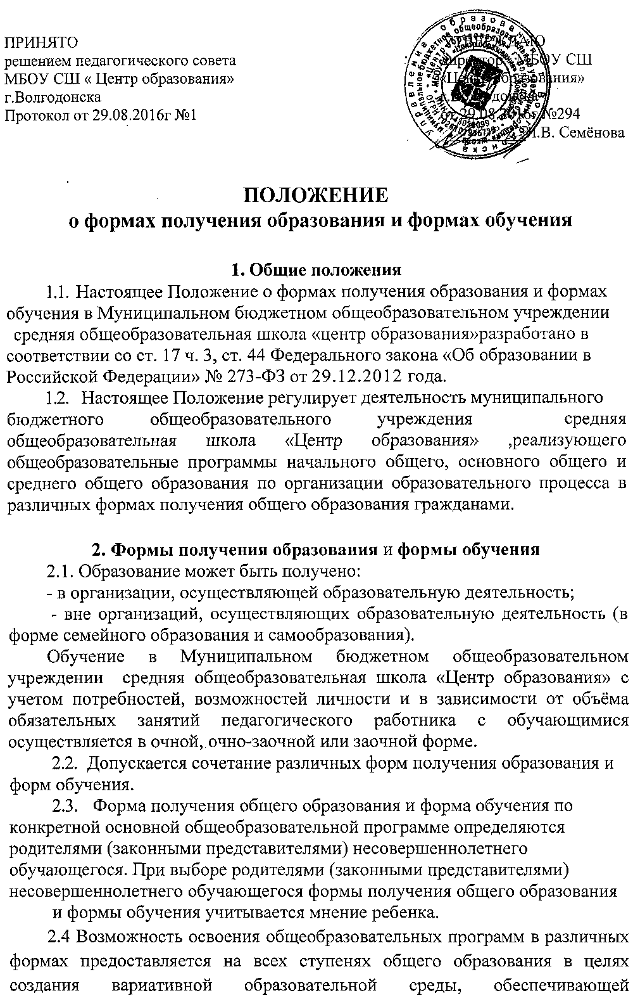 ПРИНЯТО
решением педагогического совета
МБОУ СШ « Центр образования»
г.Волгодонска
Протокол от 29.08.2016г №1
МБОУ СШ
«Центр образования»
от 29.08.2016г №294
И.В. Семёнова
ПОЛОЖЕНИЕ
о формах получения образования и формах обучения
1. Общие положения
1.1. Настоящее Положение о формах получения образования и формах
обучения в Муниципальном бюджетном общеобразовательном учреждении
средняя общеобразовательная школа «центр образования»разработано в
соответствии со ст. 17 ч. 3, ст. 44 Федерального закона «Об образовании в
Российской Федерации» № 273-ФЗ от 29.12.2012 года.
1.2. Настоящее Положение регулирует деятельность муниципального
бюджетного общеобразовательного учреждения средняя
общеобразовательная школа «Центр образования» ,реализующего
общеобразовательные программы начального общего, основного общего и
среднего общего образования по организации образовательного процесса в
различных формах получения общего образования гражданами.
2. Формы получения образования и формы обучения
2.1. Образование может быть получено:
- в организации, осуществляющей образовательную деятельность;
- вне организаций, осуществляющих образовательную деятельность (в
форме семейного образования и самообразования).
Обучение в Муниципальном бюджетном общеобразовательном
учреждении средняя общеобразовательная школа «Центр образования» с
учетом потребностей, возможностей личности и в зависимости от объёма
обязательных занятий педагогического работника с обучающимися
осуществляется в очной, очно-заочной или заочной форме.
2.2. Допускается сочетание различных форм получения образования и
форм обучения.
2.3. Форма получения общего образования и форма обучения по
конкретной основной общеобразовательной программе определяются
родителями (законными представителями) несовершеннолетнего
обучающегося. При выборе родителями (законными представителями)
несовершеннолетнего обучающегося формы получения общего образования
и формы обучения учитывается мнение ребенка.
2.4 Возможность освоения общеобразовательных программ в различных
формах предоставляется на всех ступенях общего образования в целях
создания вариативной образовательной среды, обеспечивающей